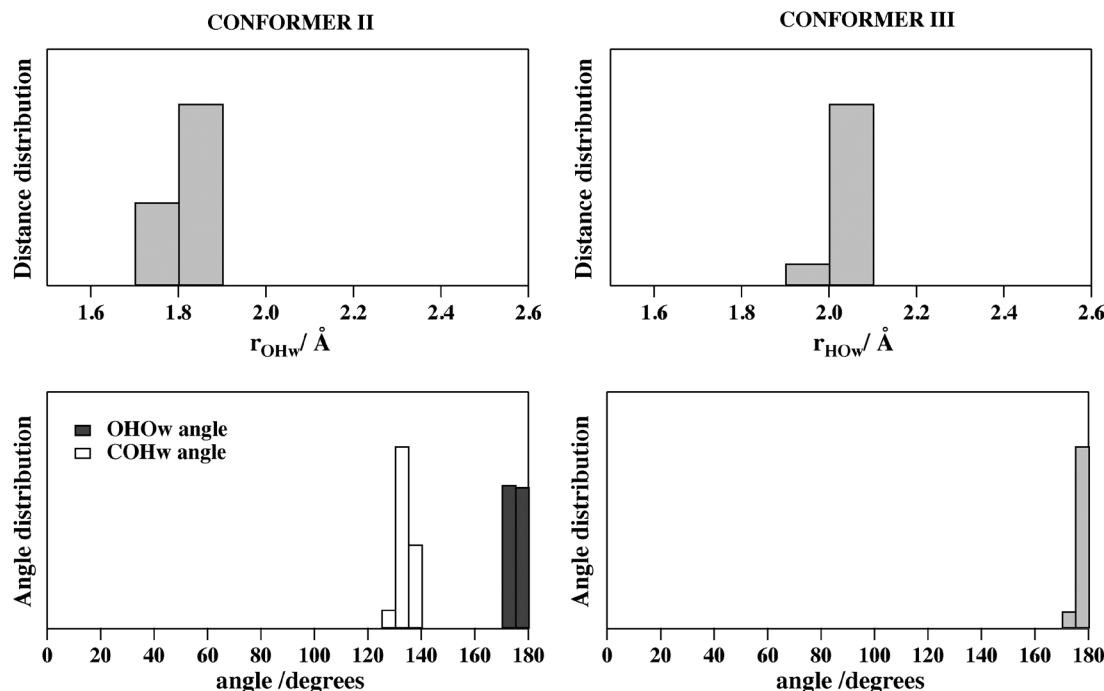 CONFORMER II
CONFORMER III
Distance distribution
1.6 1.8 2.0 2.2 2.4 2.6
rOHw/ Å
Distance distribution
1.6 1.8 2.0 2.2 2.4 2.6
rHOw/ Å
Angle distribution
OHOw angle
COHw angle
0 20 40 60 80 100 120 140 160 180
angle /degrees
Angle distribution
0 20 40 60 80 100 120 140 160 180
angle /degrees